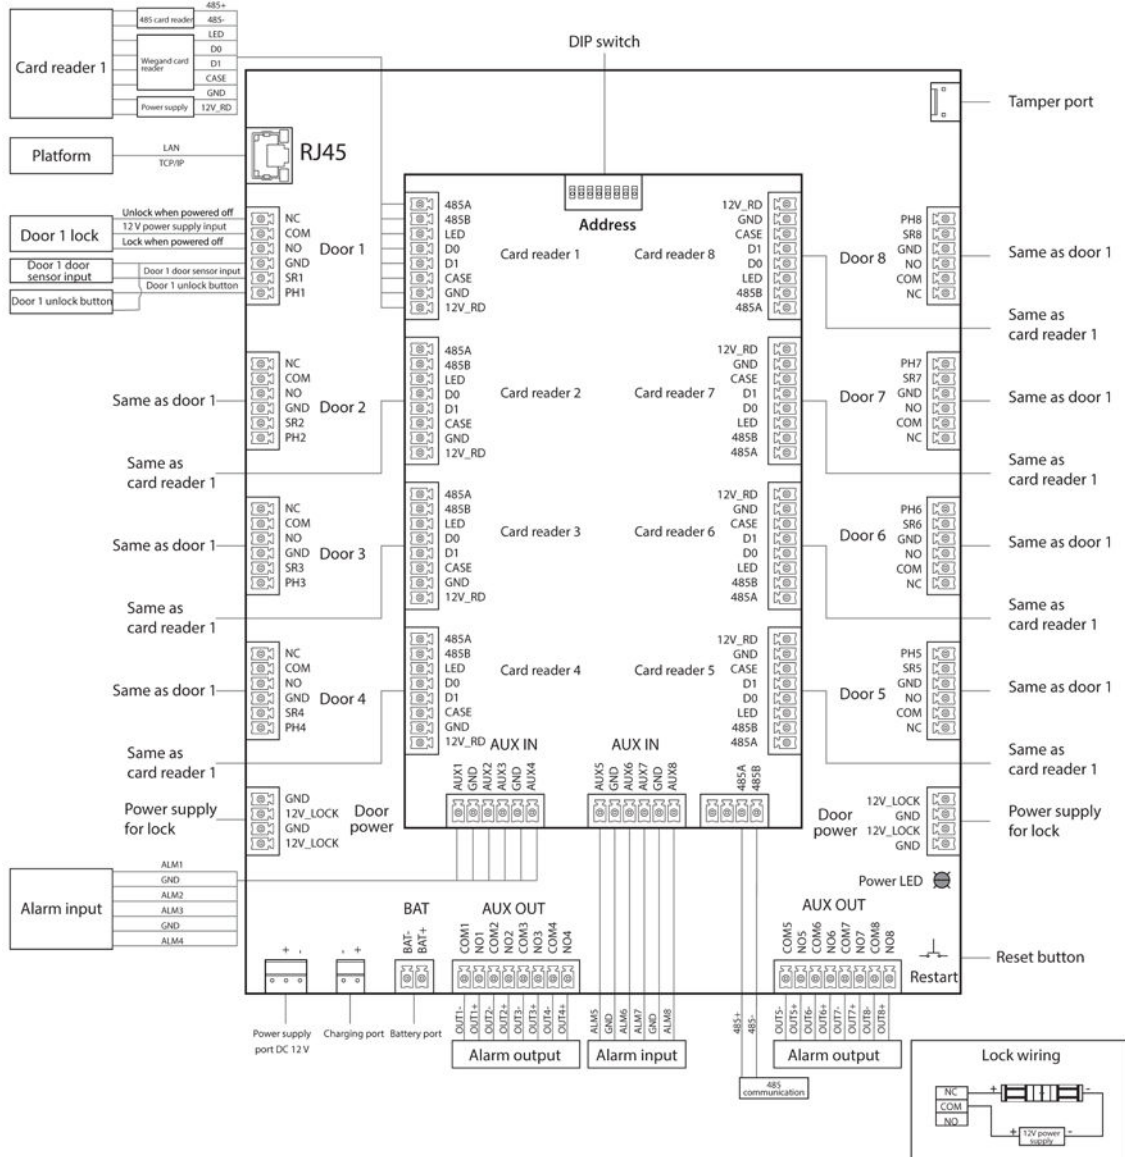 485+
485 card reader
485-
LED
Wiegand card
reader
D0
D1
CASE
GND
Power supply
12V_RD
Card reader 1
DIP switch
Tamper port
Platform
LAN
TCP/IP
RJ45
Address
Door 1 lock
Unlock when powered off
12 V power supply input
Lock when powered off
Door 1 door
sensor input
Door 1 door sensor input
Door 1 unlock button
Door 1 unlock button
NC
COM
NO
GND
SR1
PH1
Door 1
485A
485B
LED
D0
D1
CASE
GND
12V_RD
Card reader 1
Card reader 8
12V_RD
GND
CASE
D1
D0
LED
485B
485A
Door 8
PH8
SR8
GND
NO
COM
NC
Same as door 1
Same as
card reader 1
Same as door 1
NC
COM
NO
GND
SR2
PH2
Door 2
Same as
card reader 1
485A
485B
LED
D0
D1
CASE
GND
12V_RD
Card reader 2
Card reader 7
12V_RD
GND
CASE
D1
D0
LED
485B
485A
Door 7
PH7
SR7
GND
NO
COM
NC
Same as door 1
Same as
card reader 1
Same as door 1
NC
COM
NO
GND
SR3
PH3
Door 3
Same as
card reader 1
485A
485B
LED
D0
D1
CASE
GND
12V_RD
Card reader 3
Card reader 6
12V_RD
GND
CASE
D1
D0
LED
485B
485A
Door 6
PH6
SR6
GND
NO
COM
NC
Same as door 1
Same as
card reader 1
Same as door 1
NC
COM
NO
GND
SR4
PH4
Door 4
Same as
card reader 1
485A
485B
LED
D0
D1
CASE
GND
12V_RD
Card reader 4
Card reader 5
12V_RD
GND
CASE
D1
D0
LED
485B
485A
Door 5
PH5
SR5
GND
NO
COM
NC
Same as door 1
Same as
card reader 1
AUX IN
AUX1
GND
AUX2
AUX3
GND
AUX4
AUX IN
AUX5
GND
AUX6
AUX7
GND
AUX8
485A
485B
Power supply
for lock
GND
12V_LOCK
GND
12V_LOCK
Door
power
Door
power
12V_LOCK
GND
12V_LOCK
GND
Power supply
for lock
Alarm input
ALM1
GND
ALM2
ALM3
GND
ALM4
Power LED
BAT
BAT-
BAT+
AUX OUT
COM1
NO1
COM2
NO2
COM3
NO3
COM4
NO4
AUX OUT
COM5
NO5
COM6
NO6
COM7
NO7
COM8
NO8
Restart
Reset button
+ -
- +
Power supply
port DC 12 V
Charging port
Battery port
OUT1-
OUT1+
OUT2-
OUT2+
OUT3-
OUT3+
OUT4-
OUT4+
Alarm output
ALM5
GND
ALM6
ALM7
GND
ALM8
Alarm input
485+
485-
485
communication
OUT5-
OUT5+
OUT6-
OUT6+
OUT7-
OUT7+
OUT8-
OUT8+
Alarm output
Lock wiring
NC
COM
NO
+ -
+ -
12V power
supply